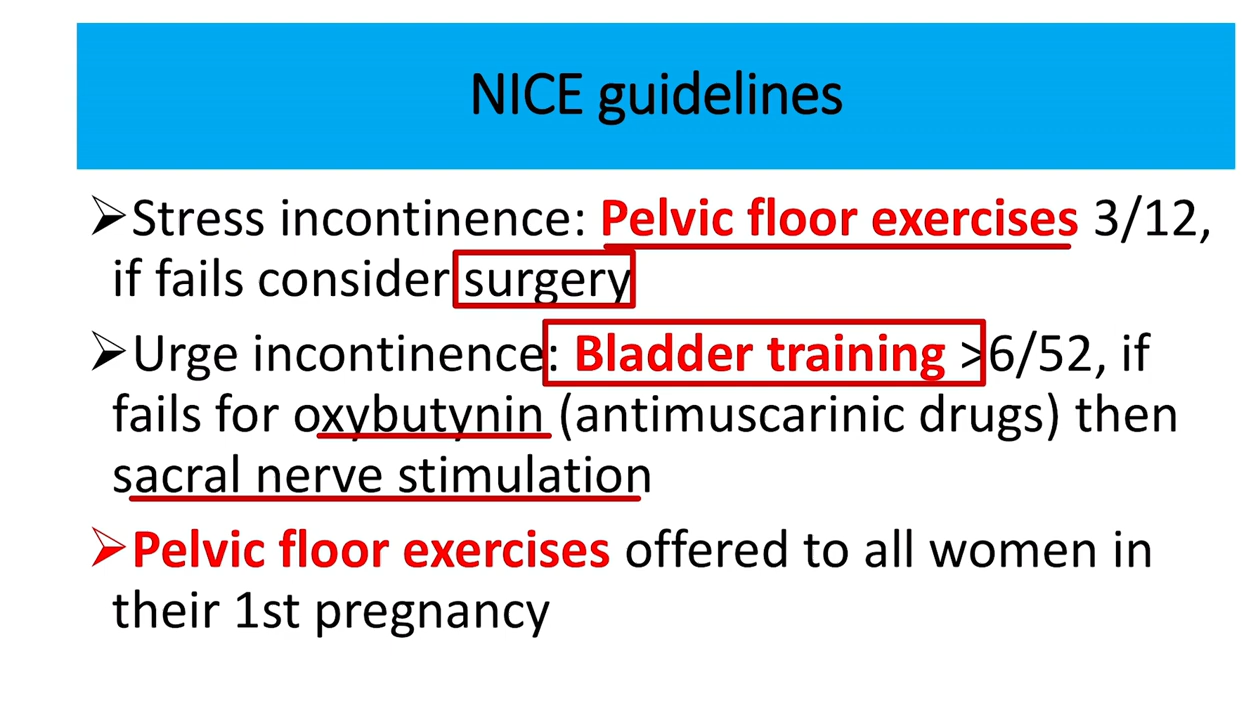 NICE guidelines
➢Stress incontinence: Pelvic floor exercises 3/12,
if fails consider surgery
➢Urge incontinence: Bladder training >6/52, if
fails for oxybutynin (antimuscarinic drugs) then
sacral nerve stimulation
➢Pelvic floor exercises offered to all women in
their 1st pregnancy